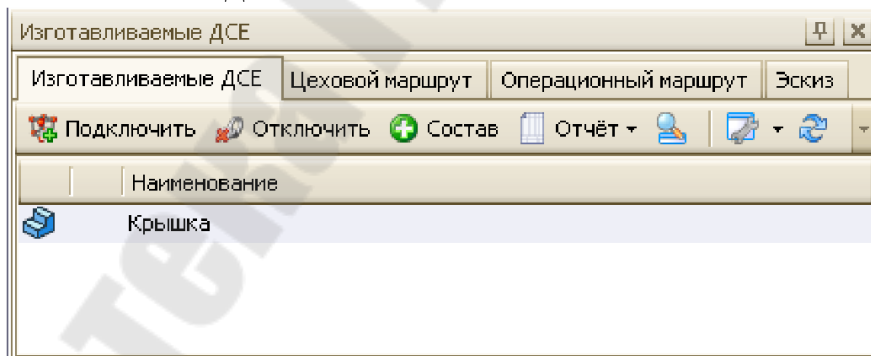 Изготавливаемые ДСЕ
Изготавливаемые ДСЕ Цеховой маршрут Операционный маршрут Эскиз
Подключить Отключить Состав Отчёт
Наименование
Крышка